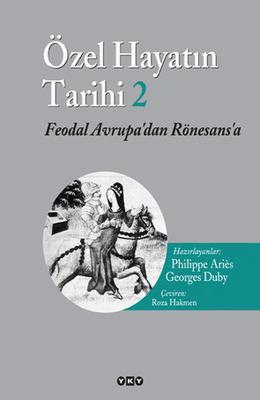 Özel Hayatın
Tarihi 2
Feodal Avrupa'dan Rönesans'a
Hazırlayanlar:
Philippe Ariès
Georges Duby
Çeviren:
Roza Hakmen
YKY